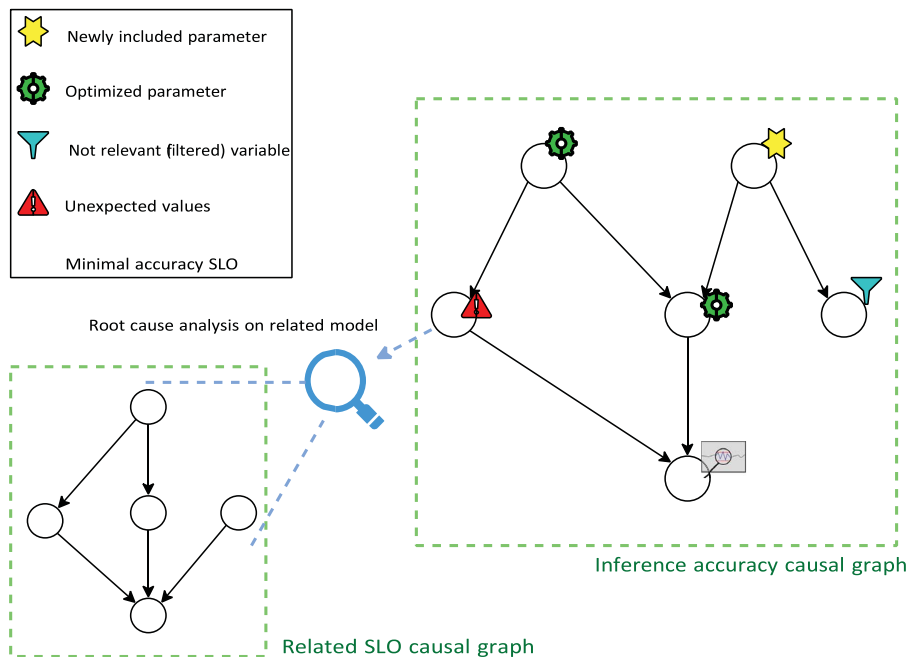 Newly included parameter
Optimized parameter
Not relevant (filtered) variable
Unexpected values
Minimal accuracy SLO
Root cause analysis on related model
Inference accuracy causal graph
Related SLO causal graph